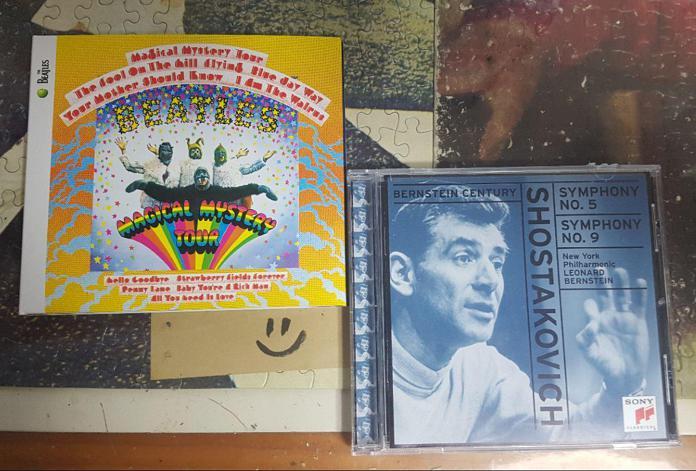 THE BEATLES
Magical Mystery Tour
The Fool On The Hill Flying Blue Jay Way
Your Mother Should Know I Am The Walrus
BEATLES
MAGICAL MYSTERY
TOUR
Hello Goodbye Strawberry Fields Forever
Penny Lane Baby You're A Rich Man
All You Need Is Love
BERNSTEIN CENTURY
SHOSTAKOVICH
SYMPHONY
NO. 5
SYMPHONY
NO. 9
New York
Philharmonic
LEONARD
BERNSTEIN
SONY
CLASSICAL